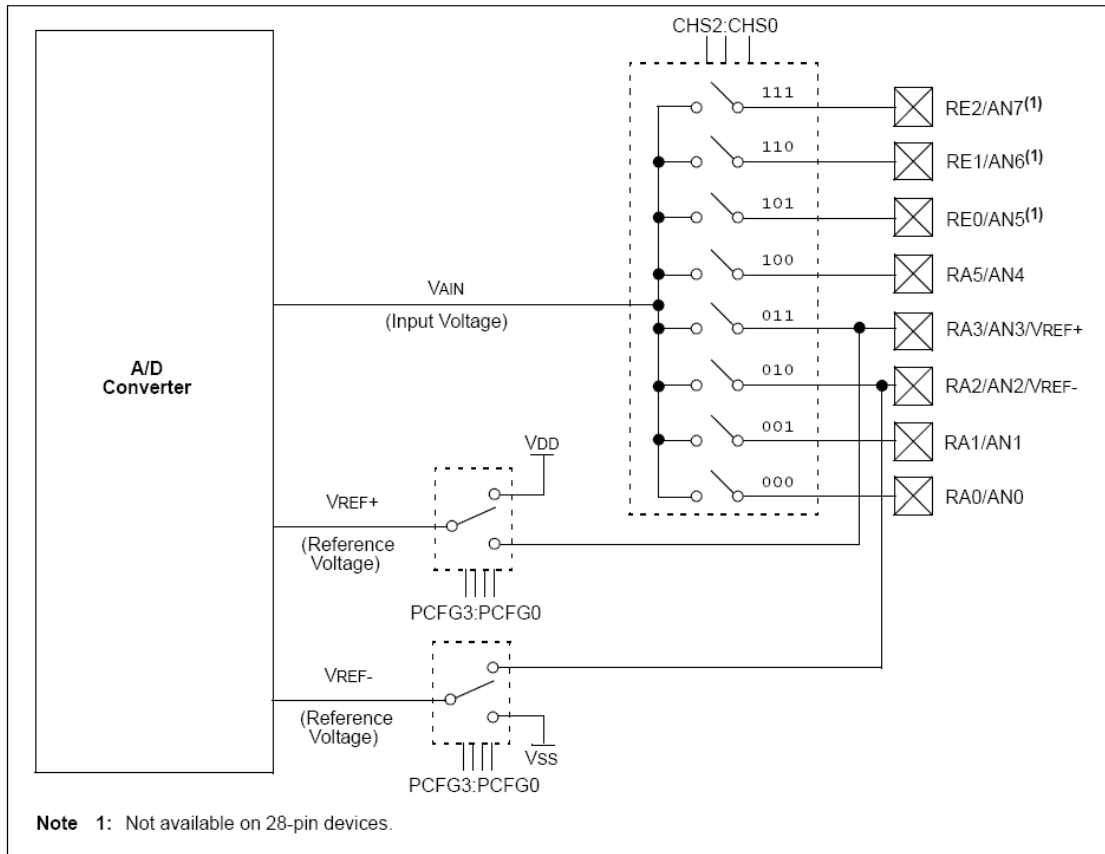 CHS2:CHS0
111
RE2/AN7(1)
110
RE1/AN6(1)
101
RE0/AN5(1)
100
RA5/AN4
VAIN
(Input Voltage)
011
RA3/AN3/VREF+
A/D
Converter
010
RA2/AN2/VREF-
001
RA1/AN1
VDD
000
RA0/AN0
VREF+
(Reference
Voltage)
PCFG3:PCFG0
VREF-
(Reference
Voltage)
VSS
PCFG3:PCFG0
Note 1: Not available on 28-pin devices.